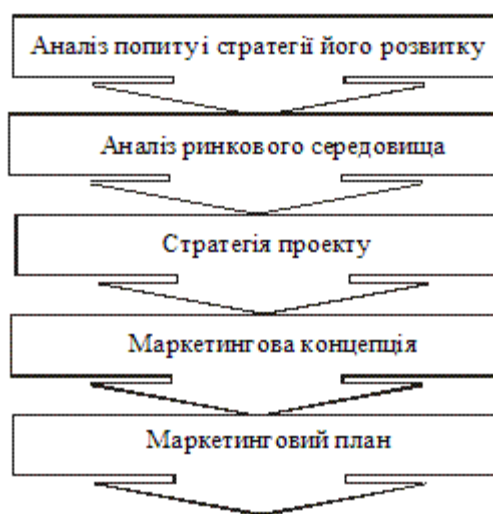 Аналіз попиту і стратегії його розвитку
Аналіз ринкового середовища
Стратегія проекту
Маркетингова концепція
Маркетинговий план